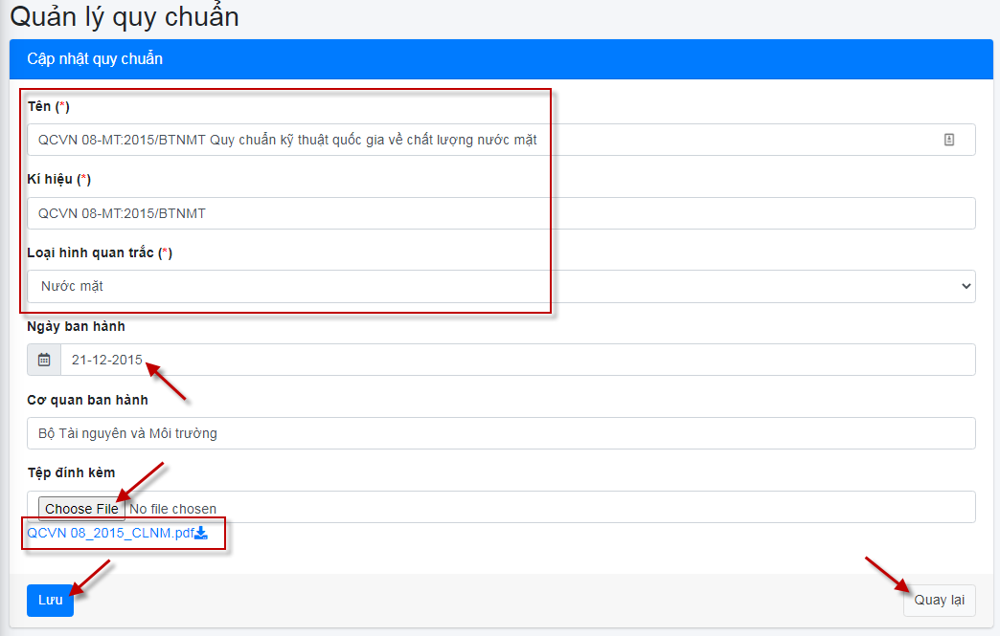 Quản lý quy chuẩn
Cập nhật quy chuẩn
Tên (*)
QCVN 08-MT:2015/BTNMT Quy chuẩn kỹ thuật quốc gia về chất lượng nước mặt
Kí hiệu (*)
QCVN 08-MT:2015/BTNMT
Loại hình quan trắc (*)
Nước mặt
Ngày ban hành
21-12-2015
Cơ quan ban hành
Bộ Tài nguyên và Môi trường
Tệp đính kèm
Choose File No file chosen
QCVN 08_2015_CLNM.pdf
Lưu
Quay lại